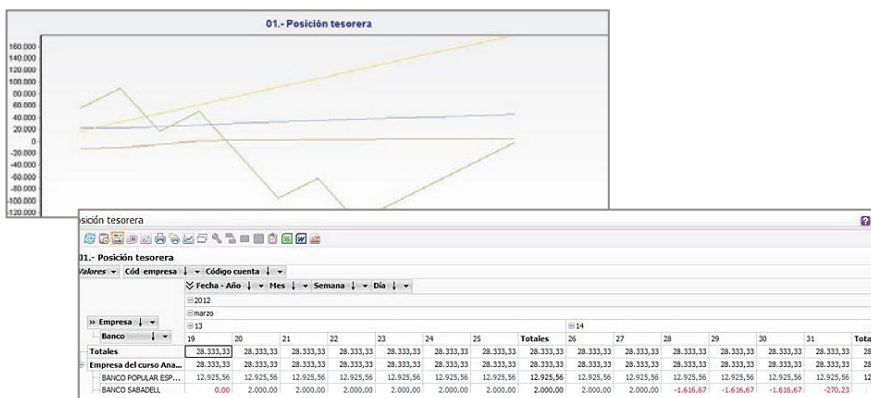 01.- Posición tesorera
160.000
140.000
120.000
100.000
80.000
60.000
40.000
20.000
0
-20.000
-40.000
-60.000
-80.000
-100.000
-120.000
osición tesorera
01.- Posición tesorera
Valores Cód empresa Código cuenta
Fecha - Año Mes Semana Día
2012
marzo
Empresa 13 14
Banco 19 20 21 22 23 24 25 Totales 26 27 28 29 30 31 Tota
Totales 28.333,33 28.333,33 28.333,33 28.333,33 28.333,33 28.333,33 28.333,33 28.333,33 28.333,33 28.333,33 28.333,33 28.333,33 28.333,33 28.333,33 28
Empresa del curso Ana... 28.333,33 28.333,33 28.333,33 28.333,33 28.333,33 28.333,33 28.333,33 28.333,33 28.333,33 28.333,33 28.333,33 28.333,33 28.333,33 28.333,33 28
BANCO POPULAR ESP... 12.925,56 12.925,56 12.925,56 12.925,56 12.925,56 12.925,56 12.925,56 12.925,56 12.925,56 12.925,56 12.925,56 12.925,56 12.925,56 12.925,56 12
BANCO SABADELL 0,00 2.000,00 2.000,00 2.000,00 2.000,00 2.000,00 2.000,00 2.000,00 2.000,00 2.000,00 -1.616,67 -1.616,67 -1.616,67 -270,23